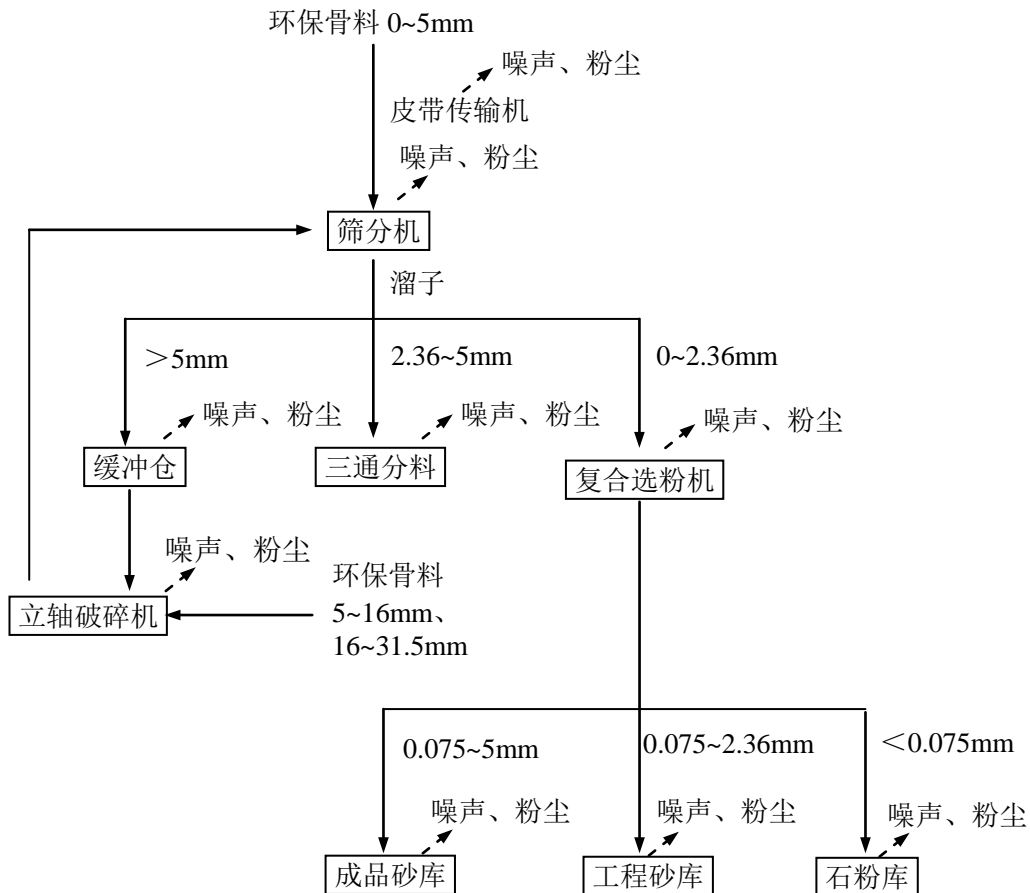 环保骨料 0~5mm
噪声、粉尘
皮带传输机
噪声、粉尘
筛分机
溜子
＞5mm
2.36~5mm
0~2.36mm
噪声、粉尘
噪声、粉尘
噪声、粉尘
缓冲仓
三通分料
复合选粉机
噪声、粉尘
立轴破碎机
环保骨料
5~16mm、
16~31.5mm
0.075~5mm
0.075~2.36mm
＜0.075mm
噪声、粉尘
噪声、粉尘
噪声、粉尘
成品砂库
工程砂库
石粉库